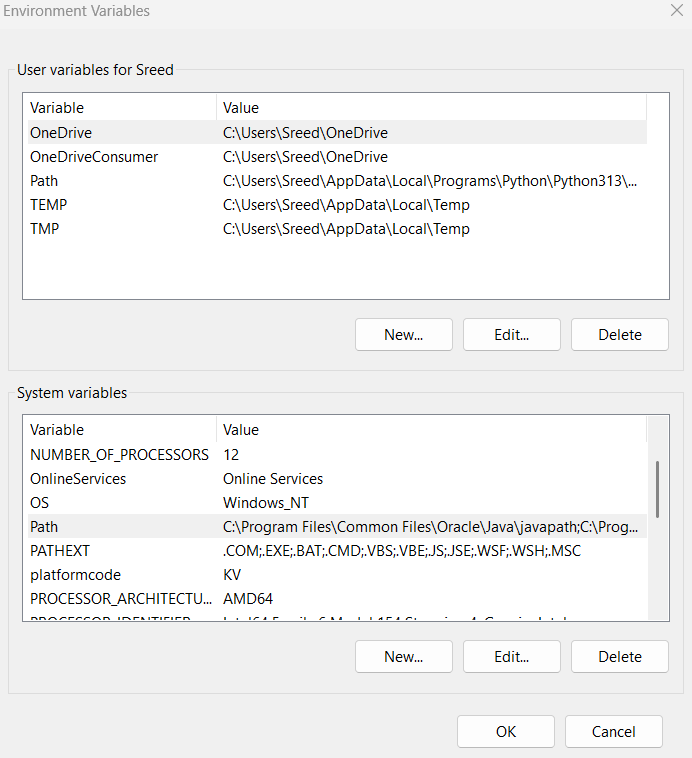 Environment Variables
User variables for Sreed
Variable Value
OneDrive C:\Users\Sreed\OneDrive
OneDriveConsumer C:\Users\Sreed\OneDrive
Path C:\Users\Sreed\AppData\Local\Programs\Python\Python313\...
TEMP C:\Users\Sreed\AppData\Local\Temp
TMP C:\Users\Sreed\AppData\Local\Temp
New... Edit... Delete
System variables
Variable Value
NUMBER_OF_PROCESSORS 12
OnlineServices Online Services
OS Windows_NT
Path C:\Program Files\Common Files\Oracle\Java\javapath;C:\Prog...
PATHEXT .COM;.EXE;.BAT;.CMD;.VBS;.VBE;.JS;.JSE;.WSF;.WSH;.MSC
platformcode KV
PROCESSOR_ARCHITECTU... AMD64
New... Edit... Delete
OK Cancel